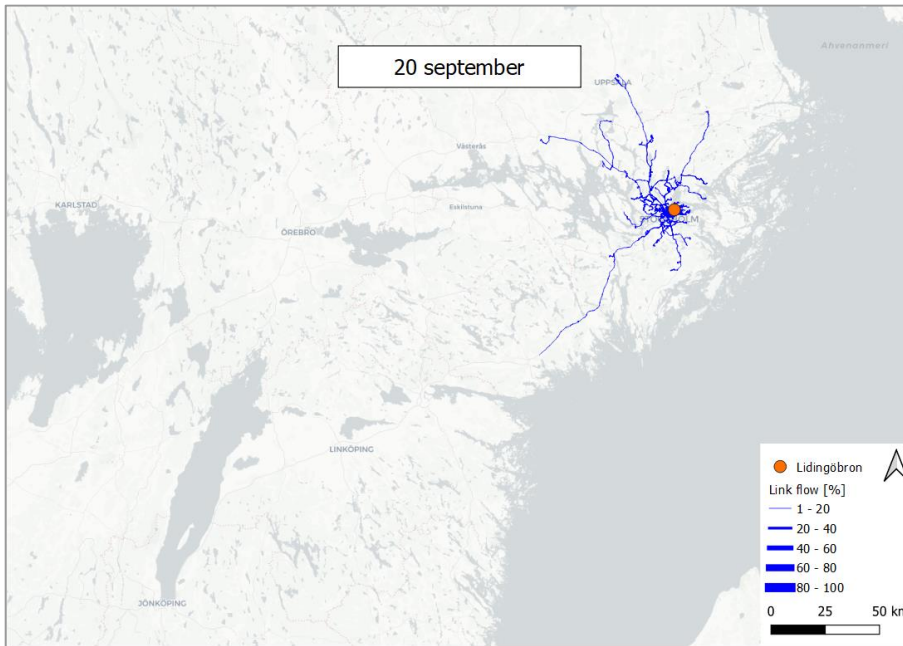 20 september
Ahvenanmeri
UPPSALA
Västerås
KARLSTAD
Eskilstuna
ÖREBRO
STOCKHOLM
LINKÖPING
JÖNKÖPING
Lidingöbron
Link flow [%]
1 - 20
20 - 40
40 - 60
60 - 80
80 - 100
0 25 50 km